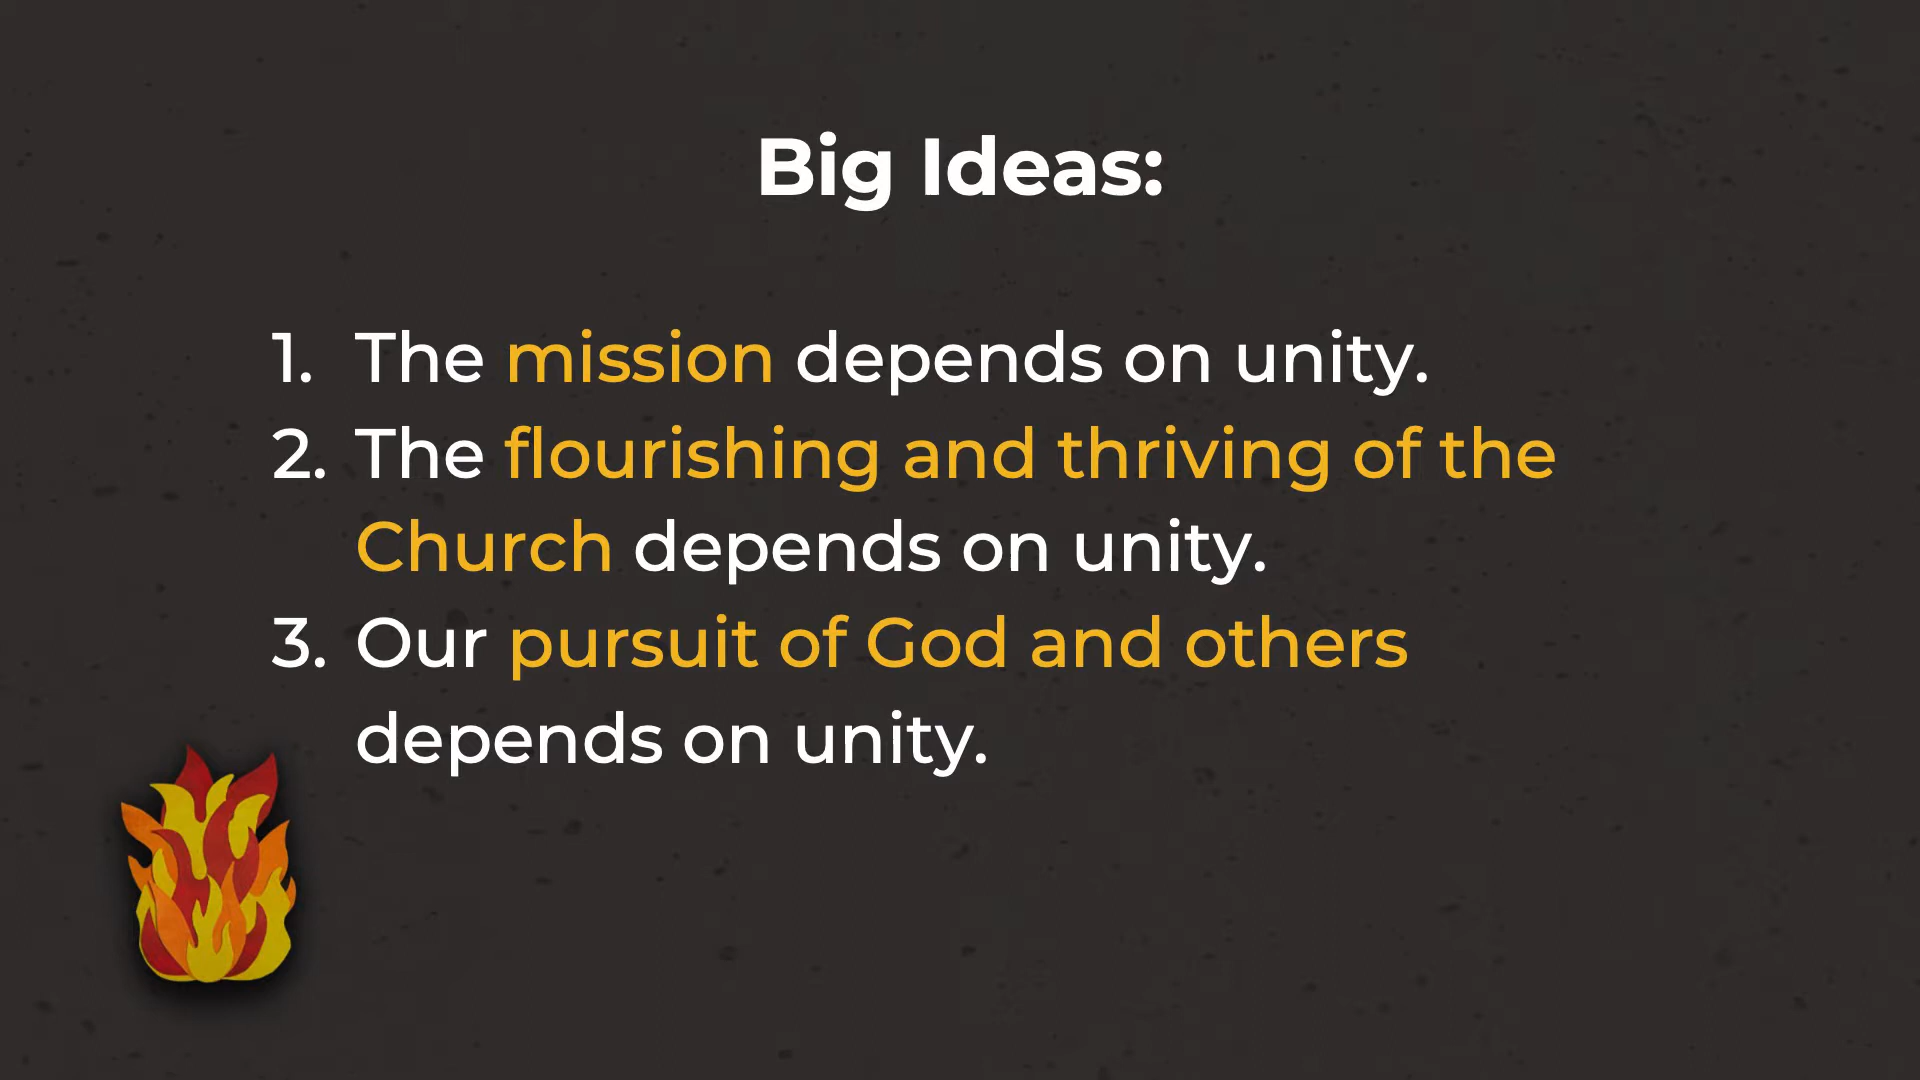 Big Ideas:
1. The mission depends on unity.
2. The flourishing and thriving of the
Church depends on unity.
3. Our pursuit of God and others
depends on unity.